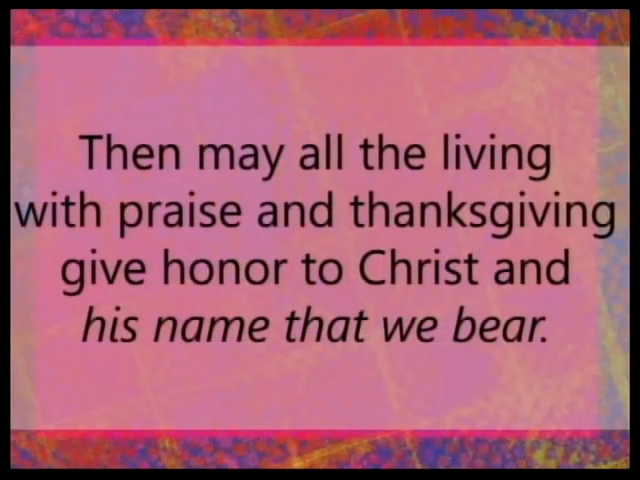 Then may all the living
with praise and thanksgiving
give honor to Christ and
his name that we bear.